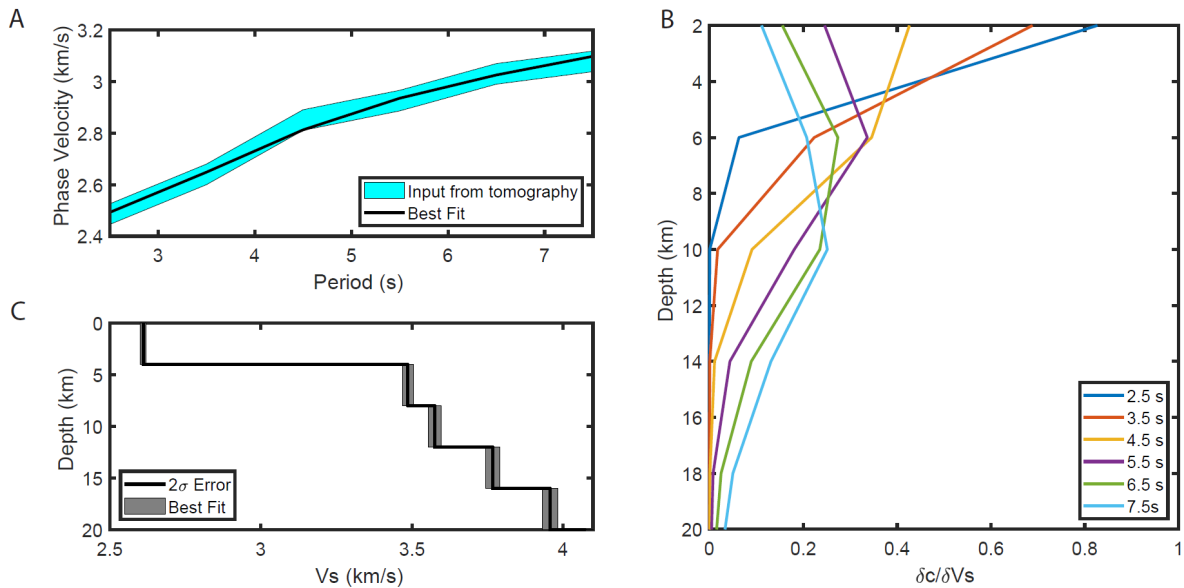 A
Phase Velocity (km/s)
3.2
3
2.8
2.6
2.4
3
4
5
6
7
Period (s)
Input from tomography
Best Fit
C
Depth (km)
0
5
10
15
20
2.5
3
3.5
4
Vs (km/s)
2σ Error
Best Fit
B
Depth (km)
2
4
6
8
10
12
14
16
18
20
0
0.2
0.4
0.6
0.8
1
δc/δVs
2.5 s
3.5 s
4.5 s
5.5 s
6.5 s
7.5s